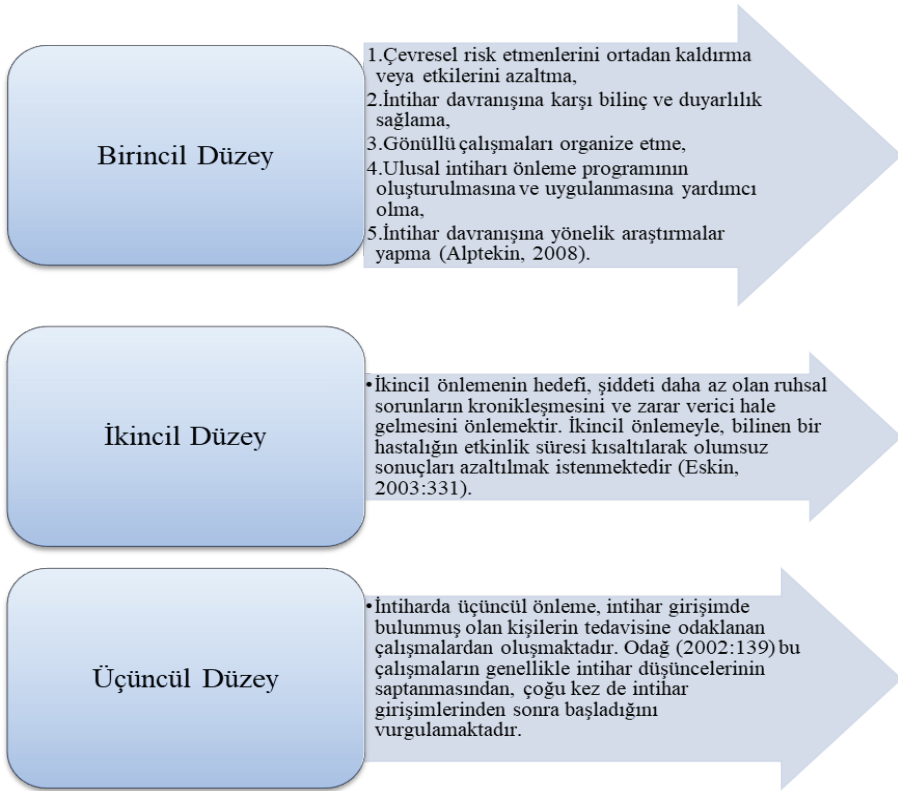 Birincil Düzey
1.Çevresel risk etmenlerini ortadan kaldırma
veya etkilerini azaltma,
2.İntihar davranışına karşı bilinç ve duyarlılık
sağlama,
3.Gönüllü çalışmaları organize etme,
4.Ulusal intiharı önleme programının
oluşturulmasına ve uygulanmasına yardımcı
olma,
5.İntihar davranışına yönelik araştırmalar
yapma (Alptekin, 2008).
İkincil Düzey
•İkincil önlemenin hedefi, şiddeti daha az olan ruhsal
sorunların kronikleşmesini ve zarar verici hale
gelmesini önlemektir. İkincil önlemeyle, bilinen bir
hastalığın etkinlik süresi kısaltılarak olumsuz
sonuçları azaltılmak istenmektedir (Eskin,
2003:331).
Üçüncül Düzey
•İntiharda üçüncül önleme, intihar girişimde
bulunmuş olan kişilerin tedavisine odaklanan
çalışmalardan oluşmaktadır. Odağ (2002:139) bu
çalışmaların genellikle intihar düşüncelerinin
saptanmasından, çoğu kez de intihar
girişimlerinden sonra başladığını
vurgulamaktadır.